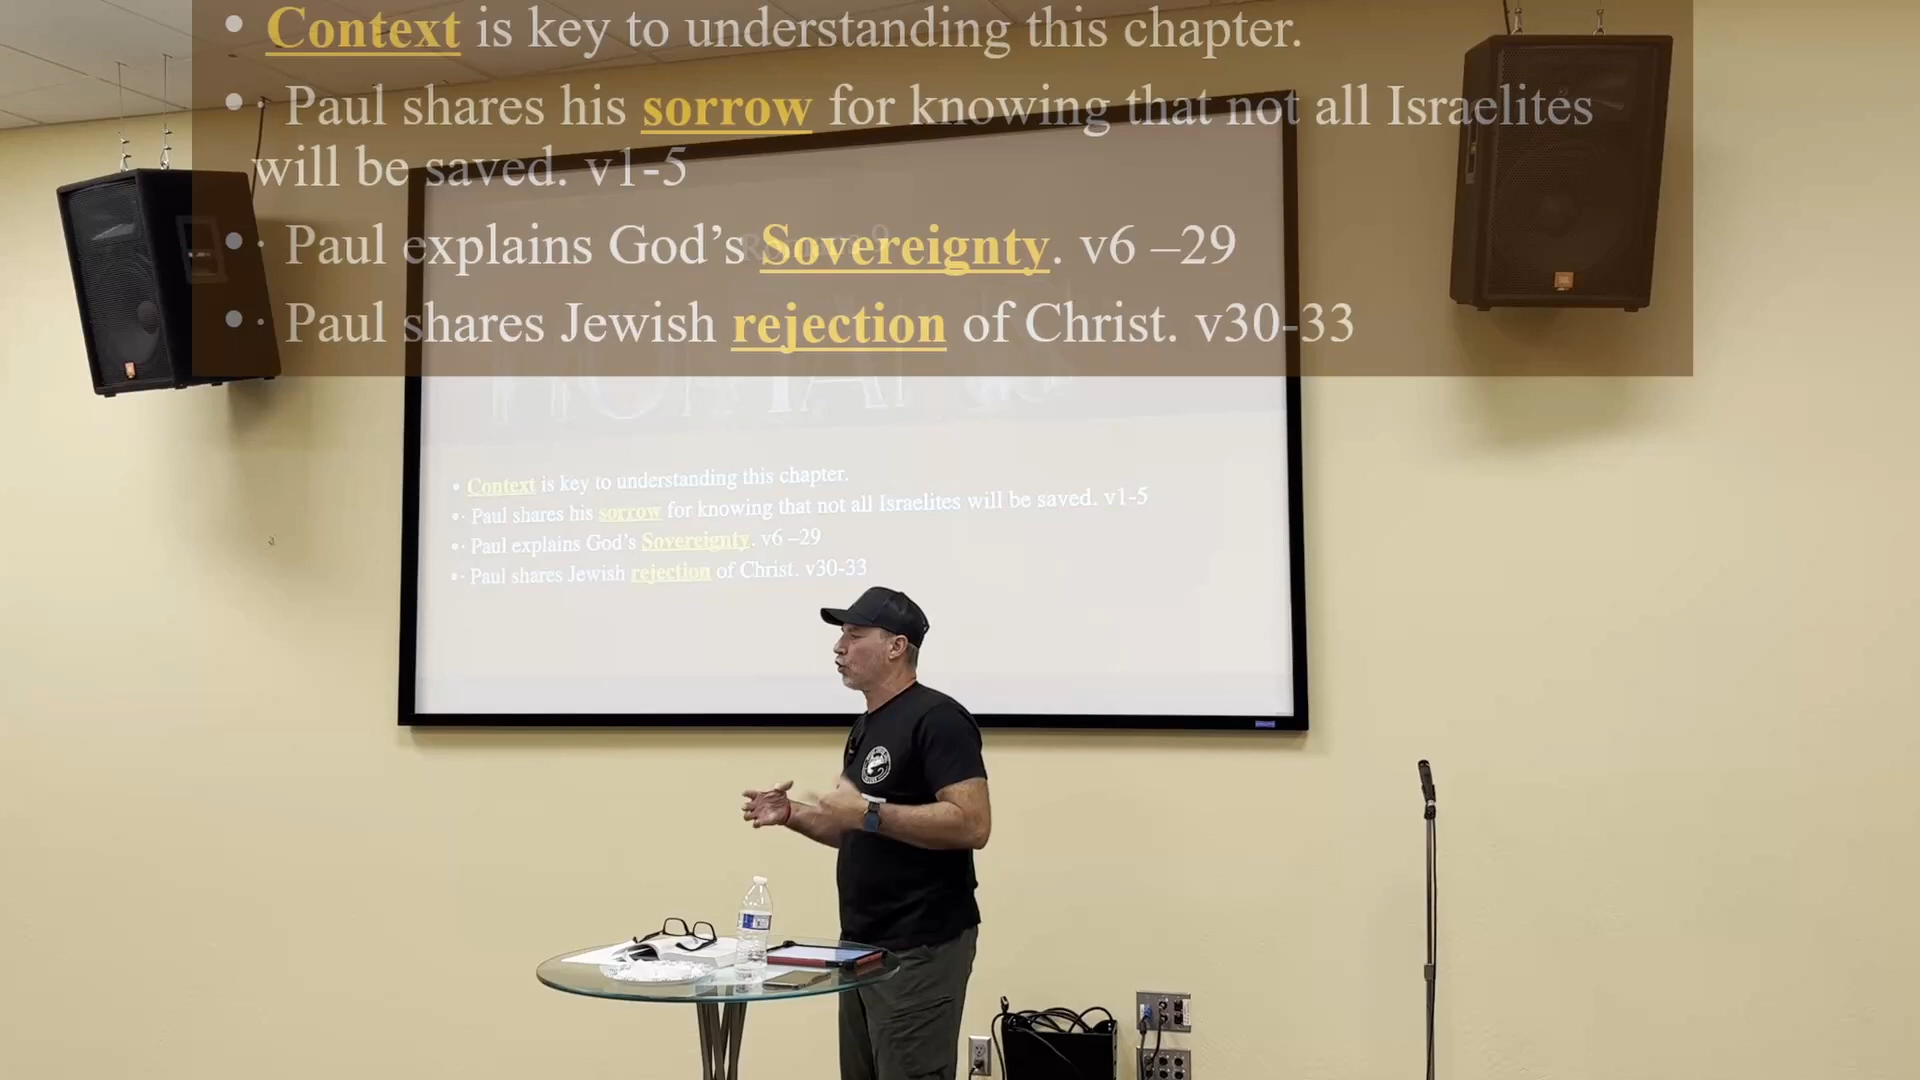 • Context is key to understanding this chapter.
• · Paul shares his sorrow for knowing that not all Israelites
will be saved. v1-5
• · Paul explains God’s Sovereignty. v6 –29
• · Paul shares Jewish rejection of Christ. v30-33
Romans 9
• Context is key to understanding this chapter.
• · Paul shares his sorrow for knowing that not all Israelites will be saved. v1-5
• · Paul explains God’s Sovereignty. v6 –29
• · Paul shares Jewish rejection of Christ. v30-33